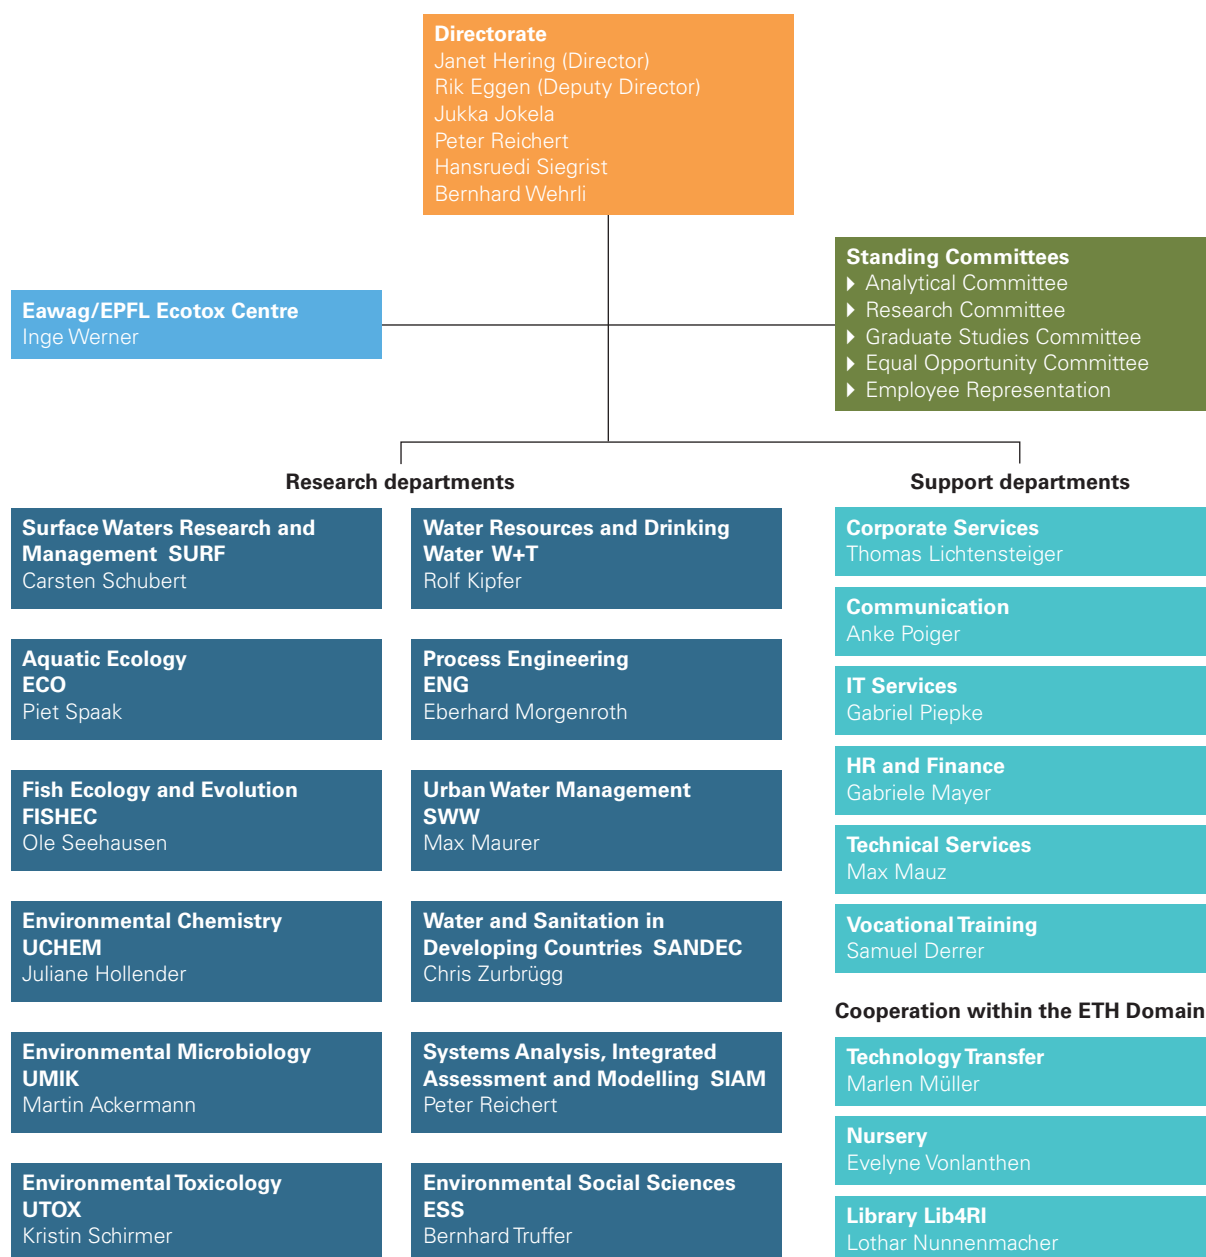 Directorate
Janet Hering (Director)
Rik Eggen (Deputy Director)
Jukka Jokela
Peter Reichert
Hansruedi Siegrist
Bernhard Wehrli
Eawag/EPFL Ecotox Centre
Inge Werner
Standing Committees
Analytical Committee
Research Committee
Graduate Studies Committee
Equal Opportunity Committee
Employee Representation
Research departments
Surface Waters Research and
Management SURF
Carsten Schubert
Water Resources and Drinking
Water W+T
Rolf Kipfer
Aquatic Ecology
ECO
Piet Spaak
Process Engineering
ENG
Eberhard Morgenroth
Fish Ecology and Evolution
FISHEC
Ole Seehausen
Urban Water Management
SWW
Max Maurer
Environmental Chemistry
UCHEM
Juliane Hollender
Water and Sanitation in
Developing Countries SANDEC
Chris Zurbrügg
Environmental Microbiology
UMIK
Martin Ackermann
Systems Analysis, Integrated
Assessment and Modelling SIAM
Peter Reichert
Environmental Toxicology
UTOX
Kristin Schirmer
Environmental Social Sciences
ESS
Bernhard Truffer
Support departments
Corporate Services
Thomas Lichtensteiger
Communication
Anke Poiger
IT Services
Gabriel Piepke
HR and Finance
Gabriele Mayer
Technical Services
Max Mauz
Vocational Training
Samuel Derrer
Cooperation within the ETH Domain
Technology Transfer
Marlen Müller
Nursery
Evelyne Vonlanthen
Library Lib4RI
Lothar Nunnenmacher